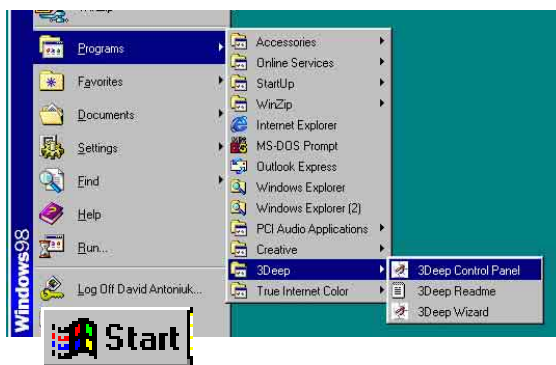 WinZip
Programs
Favorites
Documents
Settings
Find
Help
Run...
Log Off David Antoniuk...
Windows98
Start
Accessories
Online Services
StartUp
WinZip
Internet Explorer
MS-DOS Prompt
Outlook Express
Windows Explorer
Windows Explorer (2)
PCI Audio Applications
Creative
3Deep
True Internet Color
3Deep Control Panel
3Deep Readme
3Deep Wizard